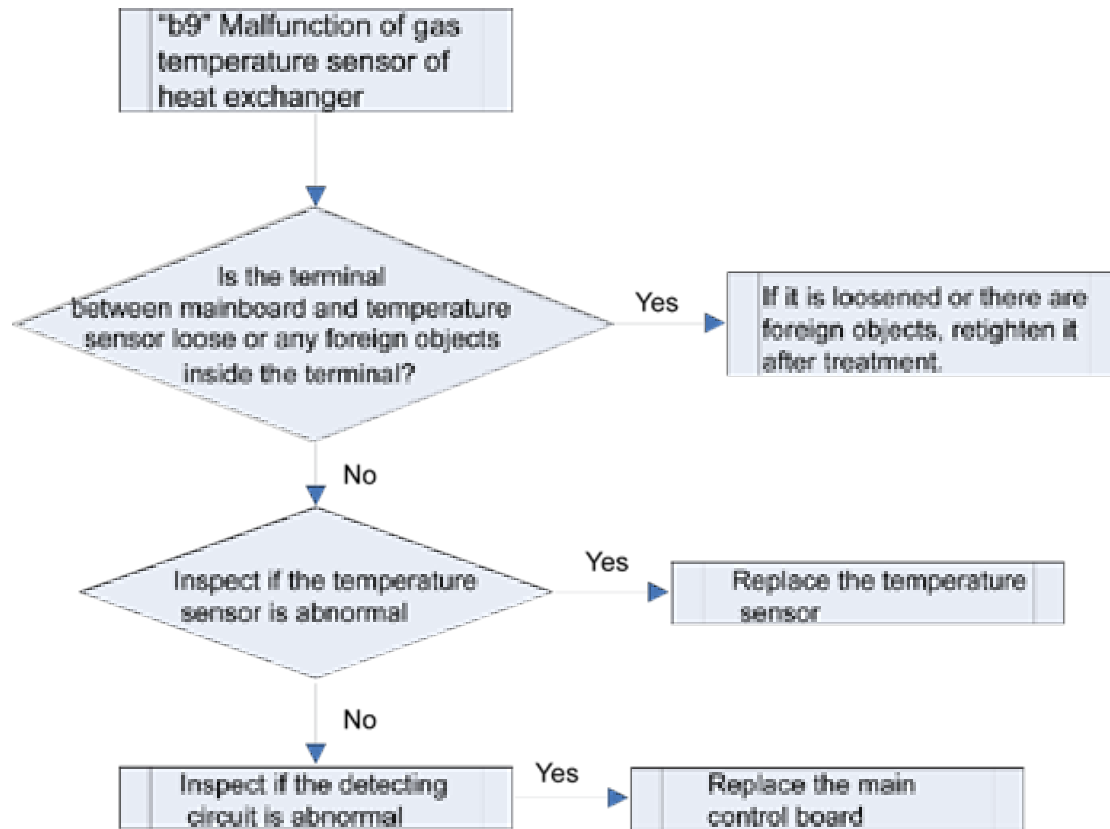 "b9" Malfunction of gas
temperature sensor of
heat exchanger
Is the terminal
between mainboard and temperature
sensor loose or any foreign objects
inside the terminal?
Yes
If it is loosened or there are
foreign objects, retighten it
after treatment.
No
Inspect if the temperature
sensor is abnormal
Yes
Replace the temperature
sensor
No
Inspect if the detecting
circuit is abnormal
Yes
Replace the main
control board